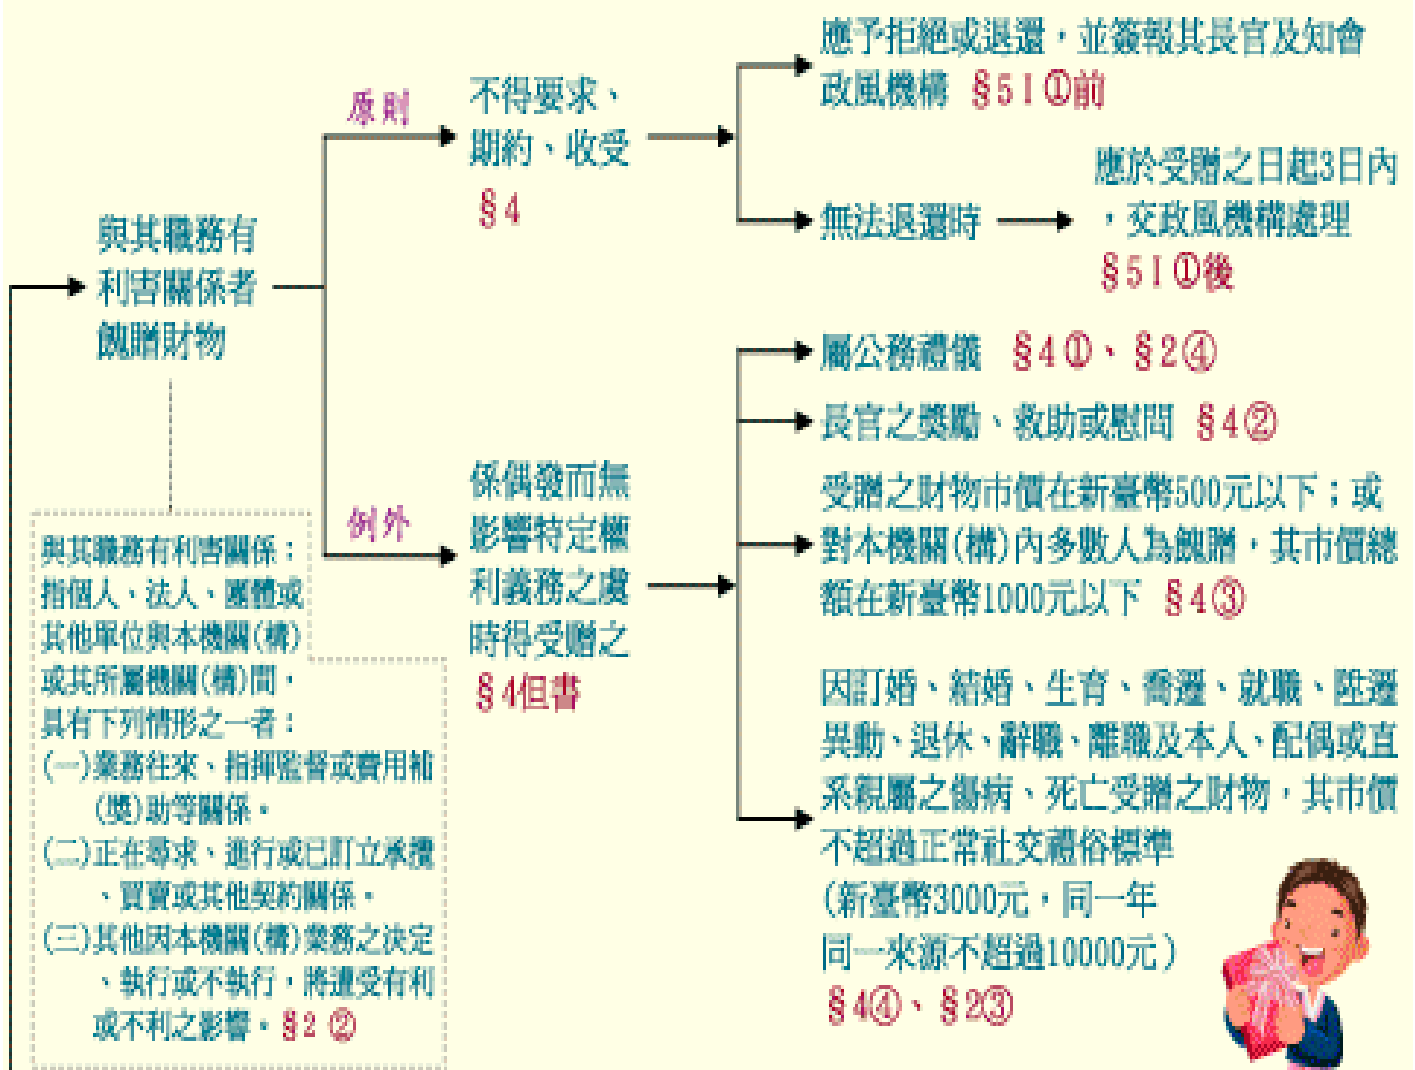 與其職務有
利害關係者
餽贈財物
原則
不得要求、
期約、收受
§4
應予拒絕或退還，並簽報其長官及知會
政風機構 §5 I ①前
無法退還時
應於受贈之日起3日內
，交政風機構處理
§5 I ①後
例外
係偶發而無
影響特定權
利義務之虞
時得受贈之
§4但書
屬公務禮儀 §4①、§2④
長官之獎勵、救助或慰問 §4②
受贈之財物市價在新臺幣500元以下；或
對本機關(構)內多數人為餽贈，其市價總
額在新臺幣1000元以下 §4③
因訂婚、結婚、生育、喬遷、就職、陞遷
異動、退休、辭職、離職及本人、配偶或直
系親屬之傷病、死亡受贈之財物，其市價
不超過正常社交禮俗標準
(新臺幣3000元，同一年
同一來源不超過10000元)
§4④、§2③
與其職務有利害關係：
指個人、法人、團體或
其他單位與本機關(構)
或其所屬機關(構)間，
具有下列情形之一者：
(一)業務往來、指揮監督或費用補
(獎)助等關係。
(二)正在尋求、進行或已訂立承攬
、買賣或其他契約關係。
(三)其他因本機關(構)業務之決定
、執行或不執行，將遭受有利
或不利之影響。§2 ②